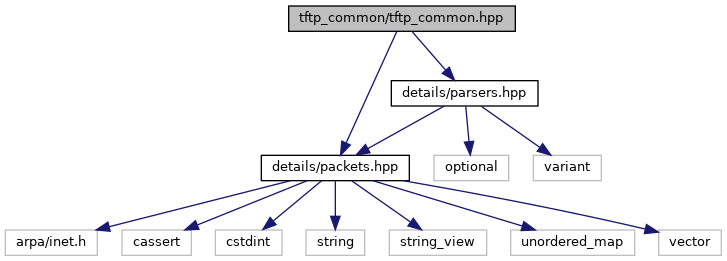 tftp_common/tftp_common.hpp
details/parsers.hpp
details/packets.hpp
optional
variant
arpa/inet.h
cassert
cstdint
string
string_view
unordered_map
vector